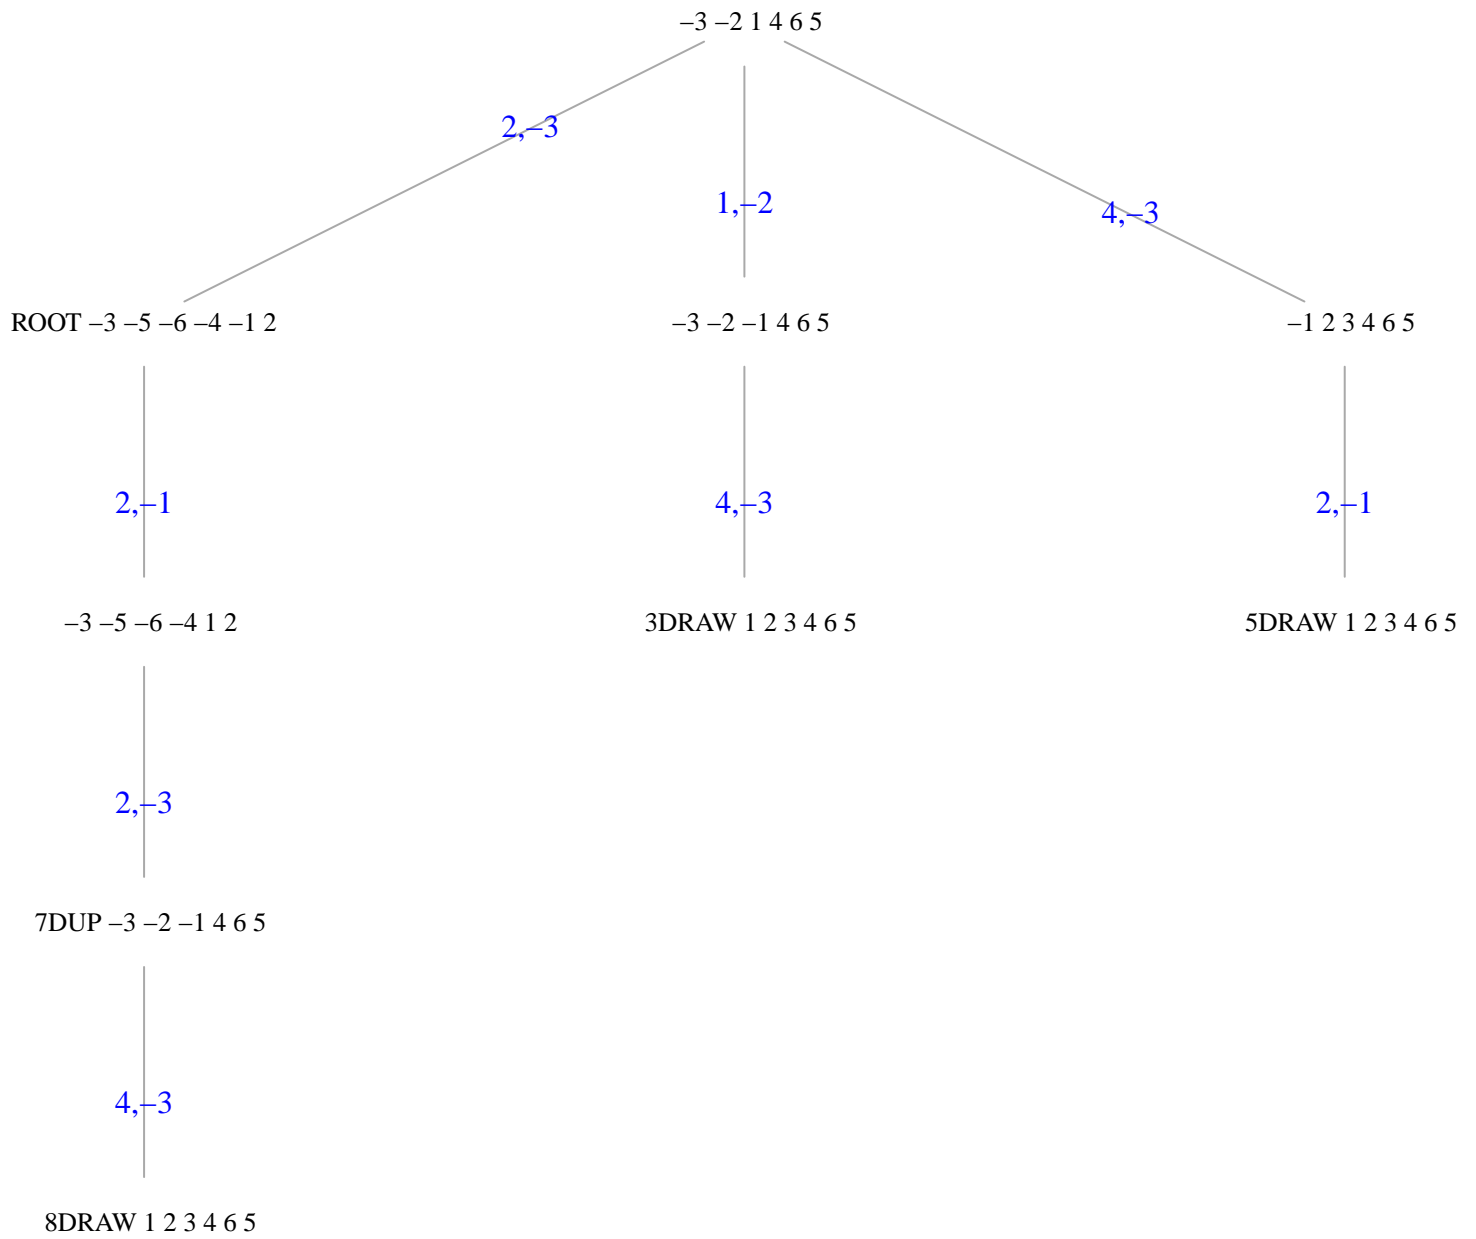 –3 –2 1 4 6 5
2,–3
1,–2
4,–3
ROOT –3 –5 –6 –4 –1 2
–3 –2 –1 4 6 5
–1 2 3 4 6 5
2,–1
4,–3
2,–1
–3 –5 –6 –4 1 2
3DRAW 1 2 3 4 6 5
5DRAW 1 2 3 4 6 5
2,–3
7DUP –3 –2 –1 4 6 5
4,–3
8DRAW 1 2 3 4 6 5